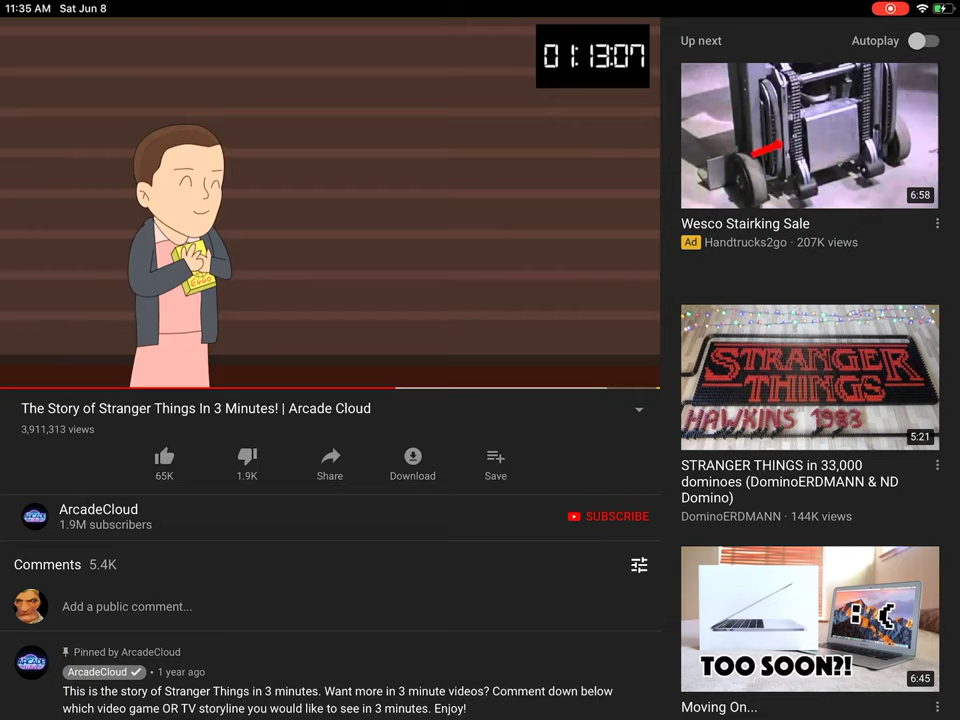 11:35 AM Sat Jun 8
01:13:07
EGGO
The Story of Stranger Things In 3 Minutes! | Arcade Cloud
3,911,313 views
65K
1.9K
Share
Download
Save
ArcadeCloud
1.9M subscribers
SUBSCRIBE
Comments 5.4K
Add a public comment...
Pinned by ArcadeCloud
ArcadeCloud • 1 year ago
This is the story of Stranger Things in 3 minutes. Want more in 3 minute videos? Comment down below
which video game OR TV storyline you would like to see in 3 minutes. Enjoy!
Up next
Autoplay
6:58
Wesco Stairking Sale
Ad Handtrucks2go · 207K views
STRANGER
THINGS
HAWKINS 1983
5:21
STRANGER THINGS in 33,000
dominoes (DominoERDMANN & ND
Domino)
DominoERDMANN · 144K views
TOO SOON?!
6:45
Moving On...